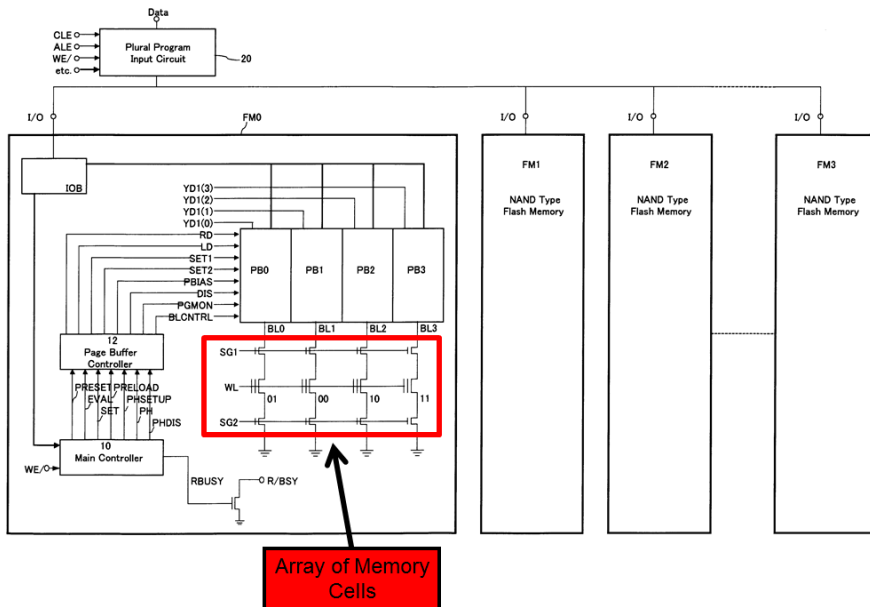 Data
CLE
ALE
WE/
etc.
Plural Program
Input Circuit
20
I/O
FM0
I/O
I/O
I/O
IOB
YD1(3)
YD1(2)
YD1(1)
YD1(0)
RD
LD
SET1
SET2
PBIAS
DIS
PGMON
BLCNTRL
PB0
PB1
PB2
PB3
BL0
BL1
BL2
BL3
12
Page Buffer
Controller
PRESET
EVAL
SET
PRELOAD
PHSETUP
PH
PHDIS
10
Main Controller
WE/
RBUSY
R/BSY
SG1
WL
01
00
10
11
SG2
Array of Memory
Cells
FM1
NAND Type
Flash Memory
FM2
NAND Type
Flash Memory
FM3
NAND Type
Flash Memory